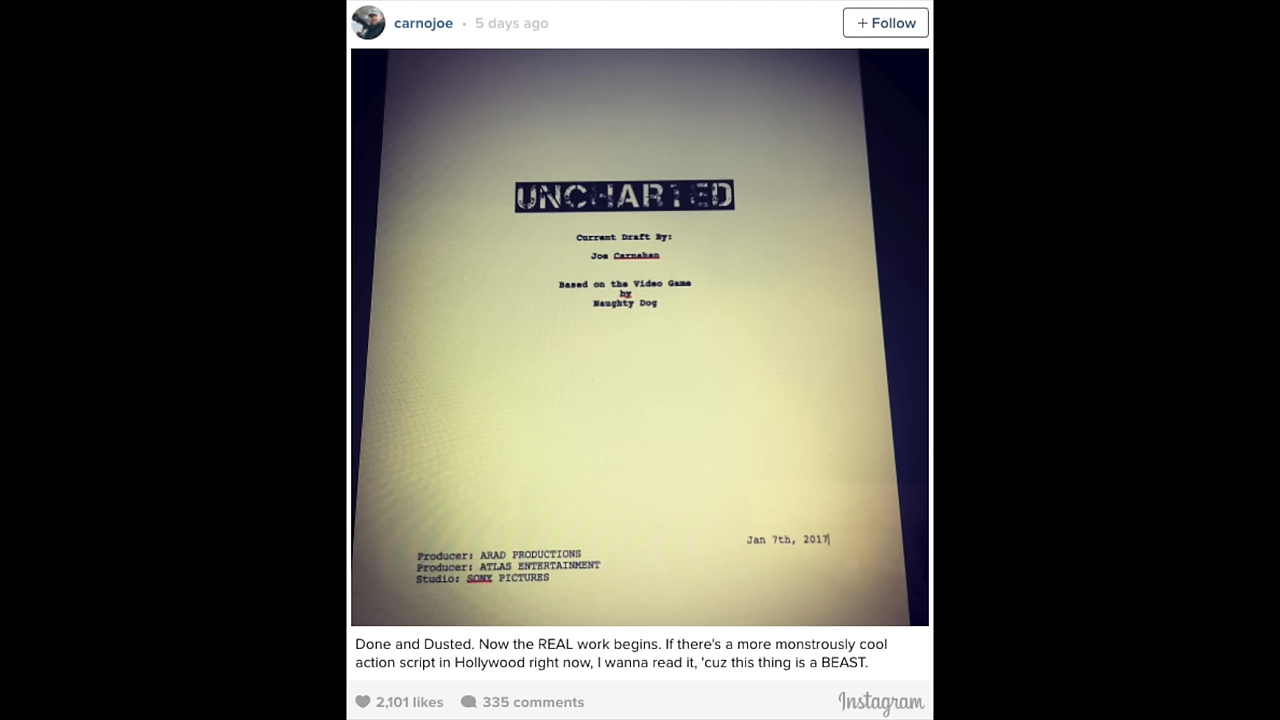 carnojoe • 5 days ago
+ Follow
UNCHARTED
Current Draft By:
Joe Carnahan
Based on the Video Game
by
Naughty Dog
Jan 7th, 2017
Producer: ARAD PRODUCTIONS
Producer: ATLAS ENTERTAINMENT
Studio: SONY PICTURES
Done and Dusted. Now the REAL work begins. If there's a more monstrously cool
action script in Hollywood right now, I wanna read it, 'cuz this thing is a BEAST.
2,101 likes 335 comments
Instagram